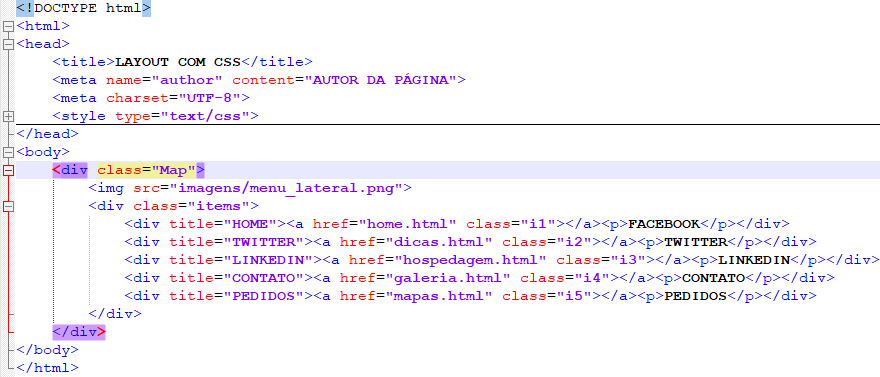 <!DOCTYPE html>
<html>
<head>
<title>LAYOUT COM CSS</title>
<meta name="author" content="AUTOR DA PÁGINA">
<meta charset="UTF-8">
<style type="text/css">
</head>
<body>
<div class="Map">
<img src="imagens/menu_lateral.png">
<div class="items">
<div title="HOME"><a href="home.html" class="i1"></a><p>FACEBOOK</p></div>
<div title="TWITTER"><a href="dicas.html" class="i2"></a><p>TWITTER</p></div>
<div title="LINKEDIN"><a href="hospedagem.html" class="i3"></a><p>LINKEDIN</p></div>
<div title="CONTATO"><a href="galeria.html" class="i4"></a><p>CONTATO</p></div>
<div title="PEDIDOS"><a href="mapas.html" class="i5"></a><p>PEDIDOS</p></div>
</div>
</div>
</body>
</html>